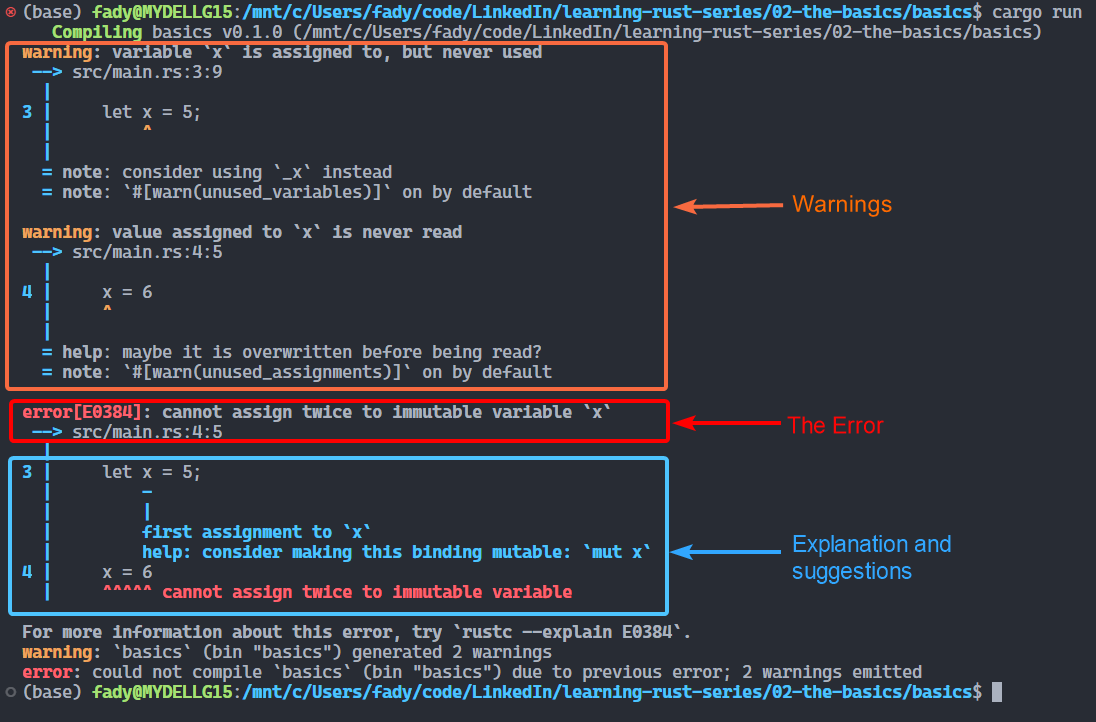 (base) fady@MYDELLG15:/mnt/c/Users/fady/code/LinkedIn/learning-rust-series/02-the-basics/basics$ cargo run
Compiling basics v0.1.0 (/mnt/c/Users/fady/code/LinkedIn/learning-rust-series/02-the-basics/basics)
warning: variable `x` is assigned to, but never used
--> src/main.rs:3:9
|
3 |     let x = 5;
|         ^
|
= note: consider using `_x` instead
= note: `#[warn(unused_variables)]` on by default
warning: value assigned to `x` is never read
--> src/main.rs:4:5
|
4 |     x = 6
|     ^
|
= help: maybe it is overwritten before being read?
= note: `#[warn(unused_assignments)]` on by default
Warnings
error[E0384]: cannot assign twice to immutable variable `x`
--> src/main.rs:4:5
The Error
|
3 |     let x = 5;
|         -
|         |
|         first assignment to `x`
|         help: consider making this binding mutable: `mut x`
4 |     x = 6
|     ^^^^^ cannot assign twice to immutable variable
Explanation and
suggestions
For more information about this error, try `rustc --explain E0384`.
warning: `basics` (bin "basics") generated 2 warnings
error: could not compile `basics` (bin "basics") due to previous error; 2 warnings emitted
(base) fady@MYDELLG15:/mnt/c/Users/fady/code/LinkedIn/learning-rust-series/02-the-basics/basics$